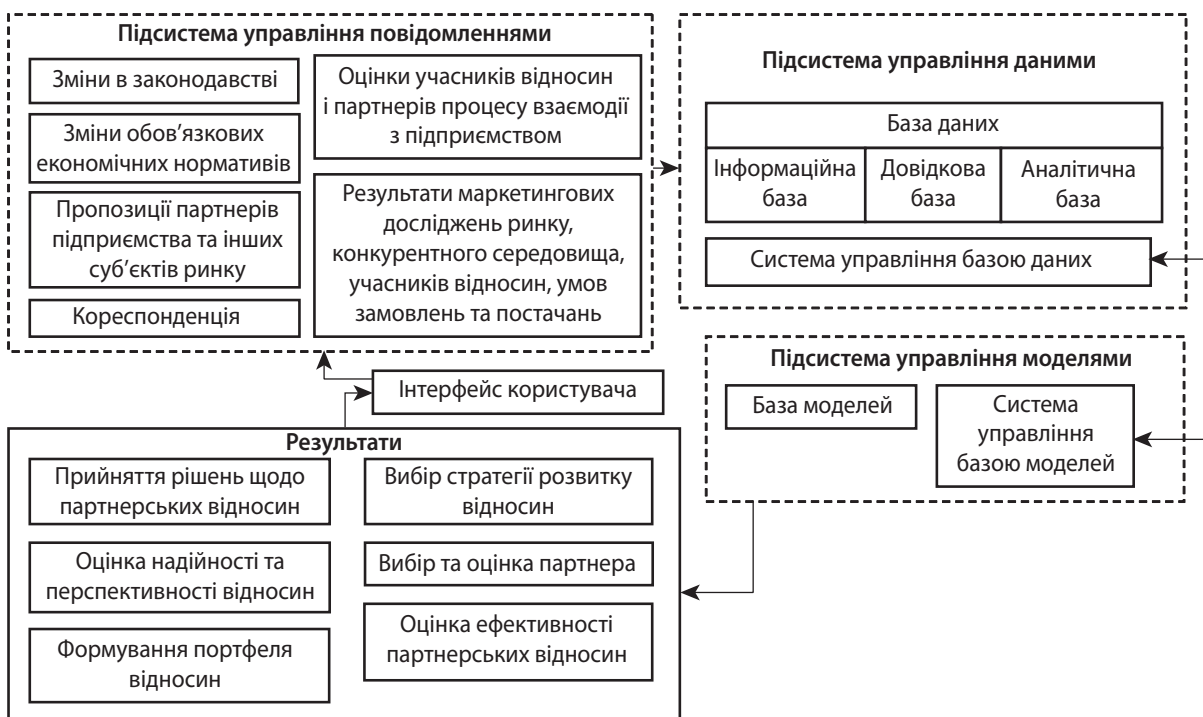 Підсистема управління повідомленнями
Зміни в законодавстві
Зміни обов’язкових
економічних нормативів
Пропозиції партнерів
підприємства та інших
суб’єктів ринку
Кореспонденція
Оцінки учасників відносин
і партнерів процесу взаємодії
з підприємством
Результати маркетингових
досліджень ринку,
конкурентного середовища,
учасників відносин, умов
замовлень та постачань
Підсистема управління даними
База даних
Інформаційна
база
Довідкова
база
Аналітична
база
Система управління базою даних
Підсистема управління моделями
База моделей
Система
управління
базою моделей
Інтерфейс користувача
Результати
Прийняття рішень щодо
партнерських відносин
Оцінка надійності та
перспективності відносин
Формування портфеля
відносин
Вибір стратегії розвитку
відносин
Вибір та оцінка партнера
Оцінка ефективності
партнерських відносин